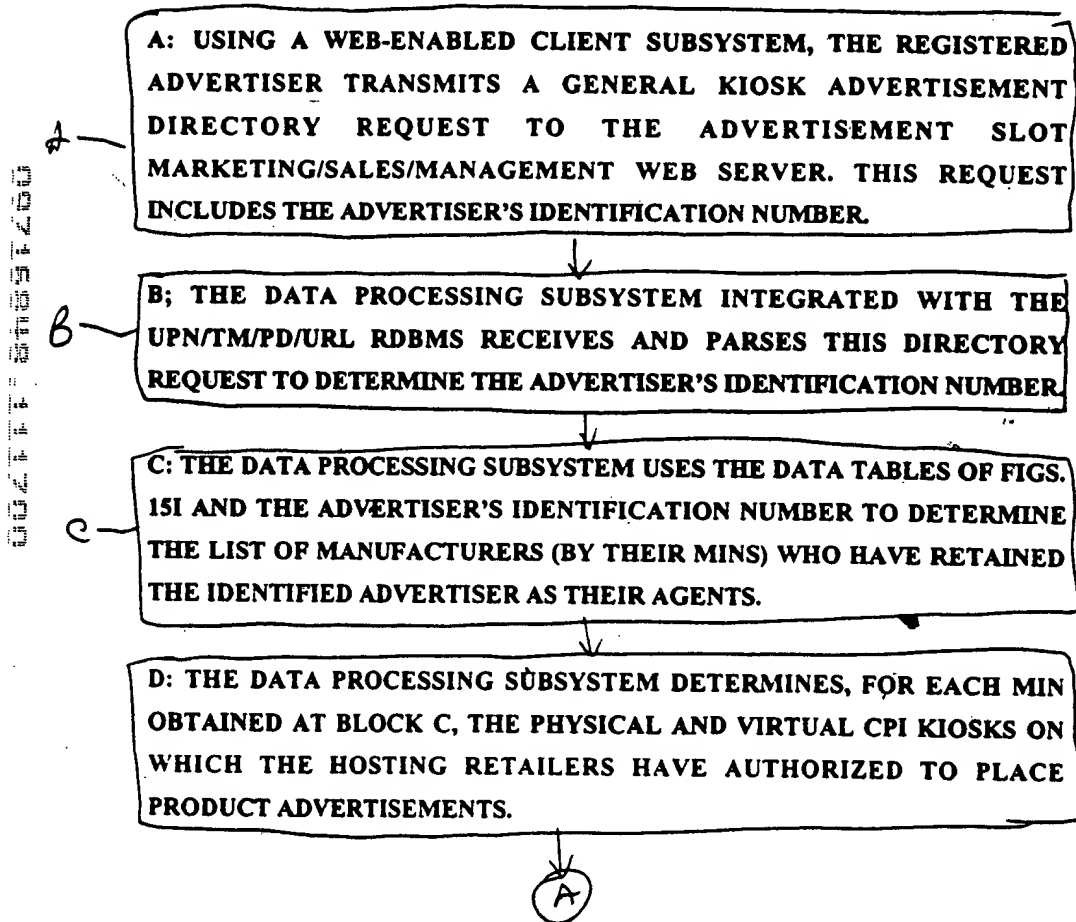 A: USING A WEB-ENABLED CLIENT SUBSYSTEM, THE REGISTERED
ADVERTISER TRANSMITS A GENERAL KIOSK ADVERTISEMENT
DIRECTORY REQUEST TO THE ADVERTISEMENT SLOT
MARKETING/SALES/MANAGEMENT WEB SERVER. THIS REQUEST
INCLUDES THE ADVERTISER'S IDENTIFICATION NUMBER.
B
B; THE DATA PROCESSING SUBSYSTEM INTEGRATED WITH THE
UPN/TM/PD/URL RDBMS RECEIVES AND PARSES THIS DIRECTORY
REQUEST TO DETERMINE THE ADVERTISER'S IDENTIFICATION NUMBER.
C
C: THE DATA PROCESSING SUBSYSTEM USES THE DATA TABLES OF FIGS.
15I AND THE ADVERTISER'S IDENTIFICATION NUMBER TO DETERMINE
THE LIST OF MANUFACTURERS (BY THEIR MINS) WHO HAVE RETAINED
THE IDENTIFIED ADVERTISER AS THEIR AGENTS.
D: THE DATA PROCESSING SUBSYSTEM DETERMINES, FOR EACH MIN
OBTAINED AT BLOCK C, THE PHYSICAL AND VIRTUAL CPI KIOSKS ON
WHICH THE HOSTING RETAILERS HAVE AUTHORIZED TO PLACE
PRODUCT ADVERTISEMENTS.
A